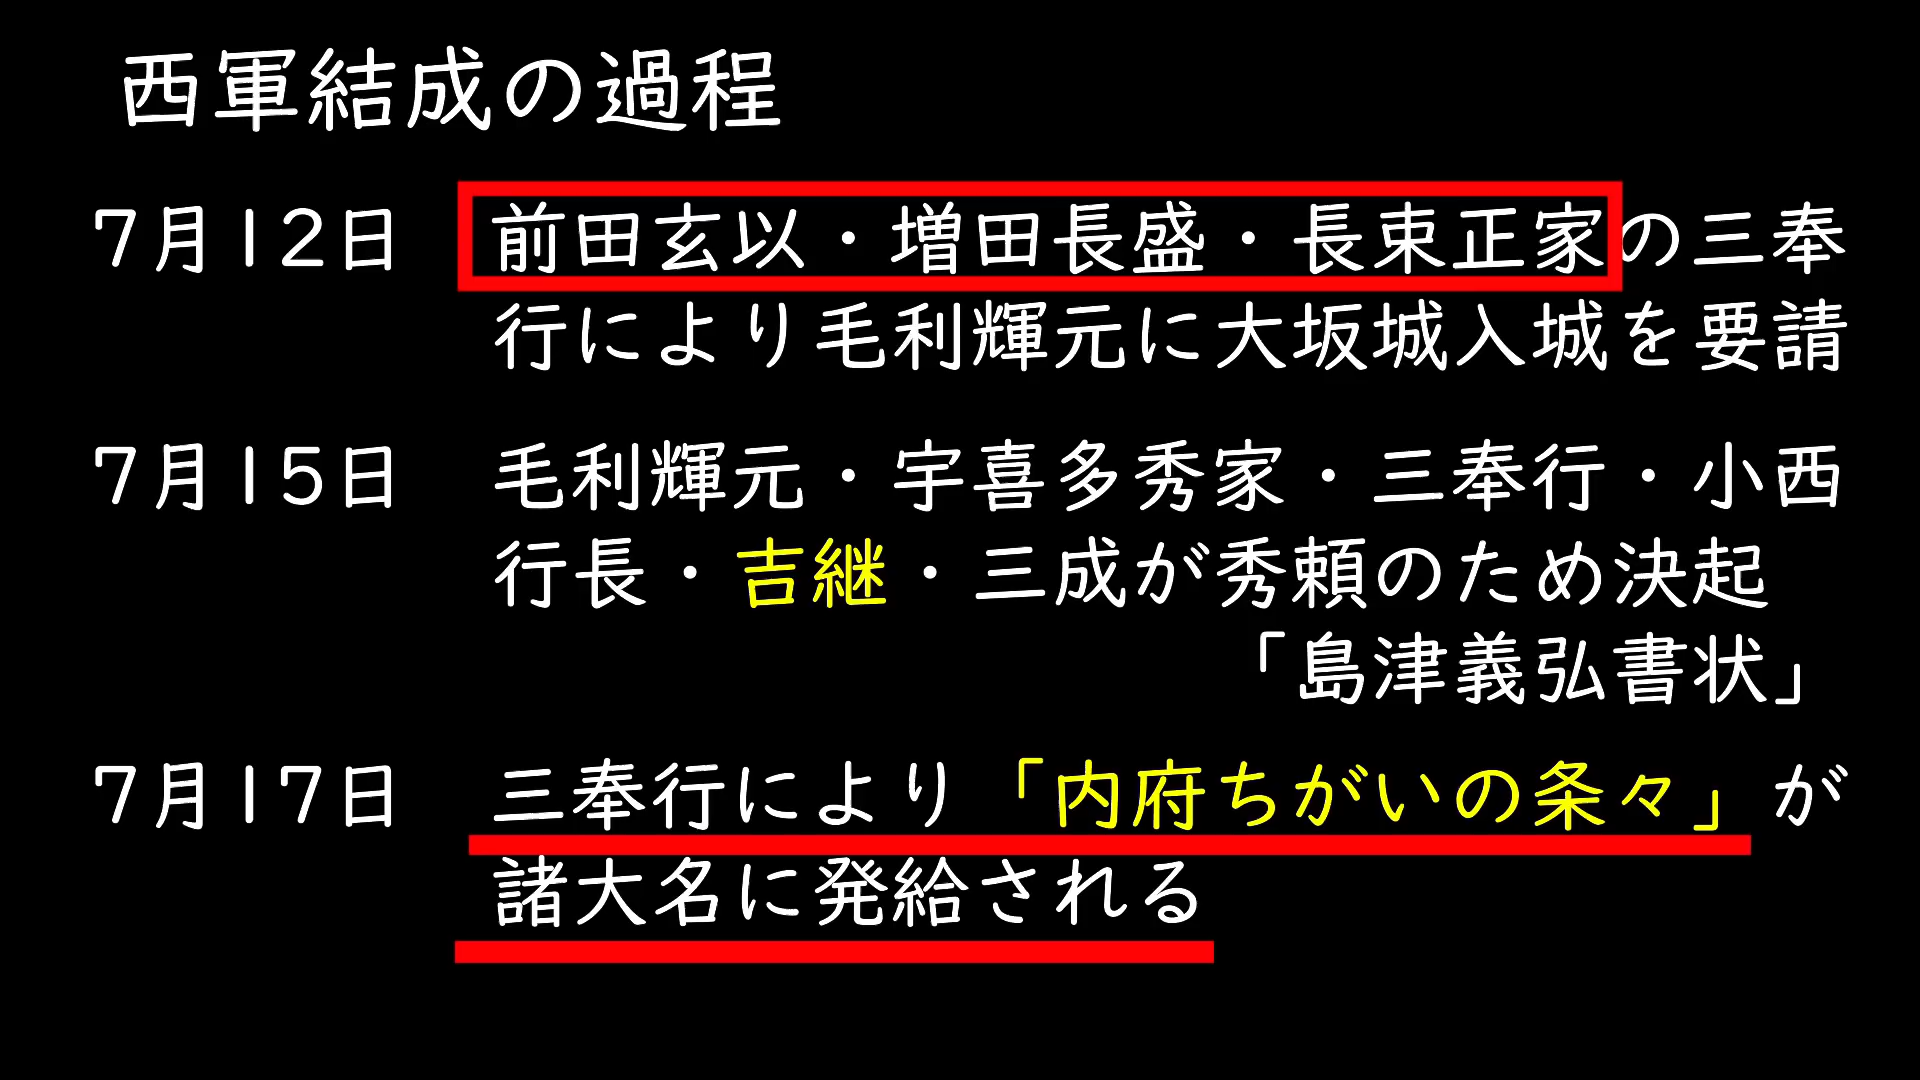 西軍結成の過程
7月12日 前田玄以・増田長盛・長束正家の三奉
行により毛利輝元に大坂城入城を要請
7月15日 毛利輝元・宇喜多秀家・三奉行・小西
行長・吉継・三成が秀頼のため決起
「島津義弘書状」
7月17日 三奉行により「内府ちがいの条々」が
諸大名に発給される